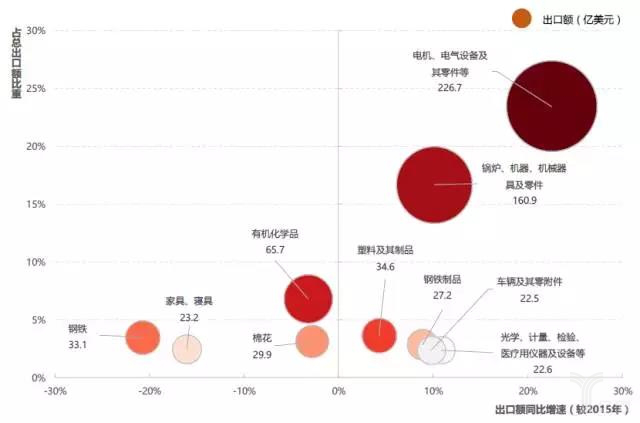 占总出口额比重
出口额（亿美元）
30%
25%
20%
15%
10%
5%
0%
电机、电气设备及
其零件等
226.7
锅炉、机器、机械器
具及零件
160.9
有机化学品
65.7
塑料及其制品
34.6
钢铁制品
27.2
车辆及其零附件
22.5
家具、寝具
23.2
钢铁
33.1
棉花
29.9
光学、计量、检验、
医疗用仪器及设备等
22.6
-30%
-20%
-10%
0%
10%
20%
30%
出口额同比增速（较2015年）